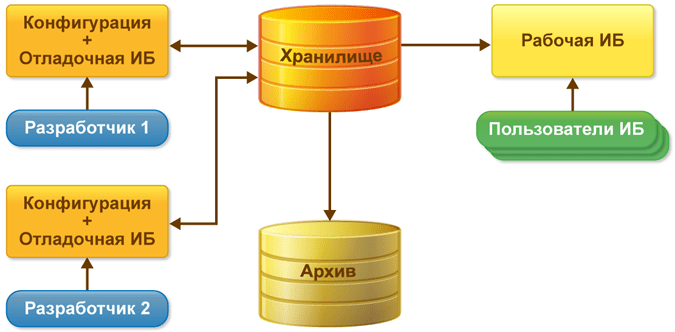 Конфигурация
+
Отладочная ИБ
Разработчик 1
Хранилище
Рабочая ИБ
Пользователи ИБ
Конфигурация
+
Отладочная ИБ
Разработчик 2
Архив